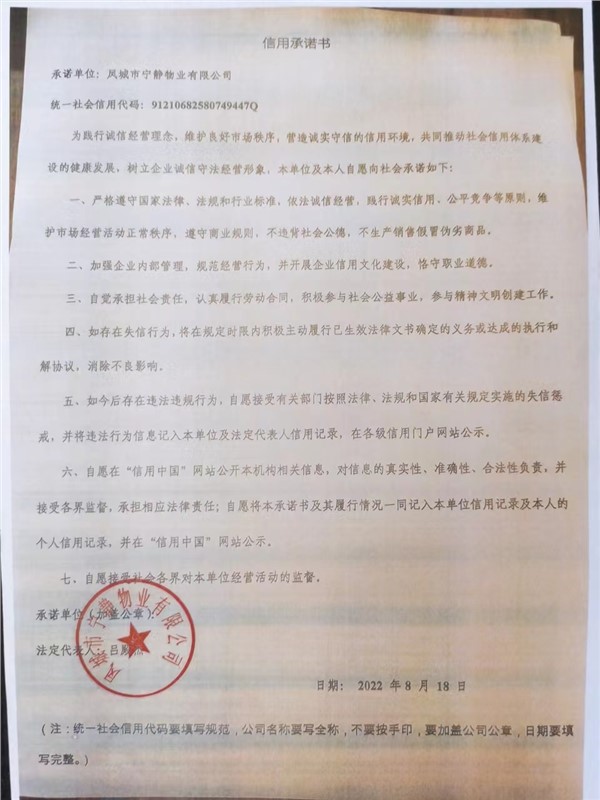 信用承诺书
承诺单位：凤城市宁静物业有限公司
统一社会信用代码：91210682580749447Q
为践行诚信经营理念、维护良好市场秩序，营造诚实守信的信用环境，共同推动社会信用体系建
设的健康发展，树立企业诚信守法经营形象，本单位及本人自愿向社会承诺如下：
一、严格遵守国家法律、法规和行业标准，依法诚信经营，践行诚实信用、公平竞争等原则，维
护市场经营活动正常秩序，遵守商业规则，不违背社会公德，不生产销售假冒伪劣商品。
二、加强企业内部管理，规范经营行为，并开展企业信用文化建设，恪守职业道德。
三、自觉承担社会责任，认真履行劳动合同，积极参与社会公益事业，参与精神文明创建工作。
四、如存在失信行为，将在规定时限内积极主动履行已生效法律文书确定的义务或达成的执行和
解协议，消除不良影响。
五、如今后存在违法违规行为，自愿接受有关部门按照法律、法规和国家有关规定实施的失信惩
戒，并将违法行为信息记入本单位及法定代表人信用记录，在各级信用门户网站公示。
六、自愿在“信用中国”网站公开本机构相关信息，对信息的真实性、准确性、合法性负责，并
接受各界监督，承担相应法律责任；自愿将本承诺书及其履行情况一同记入本单位信用记录及本人的
个人信用记录，并在“信用中国”网站公示。
七、自愿接受社会各界对本单位经营活动的监督。
承诺单位（加盖公章）：
法定代表人：吕
凤城市宁静物业有限公司
日期：2022 年 8 月 18 日
（注：统一社会信用代码要填写规范，公司名称要写全称，不要按手印，要加盖公司公章，日期要填
写完整。）